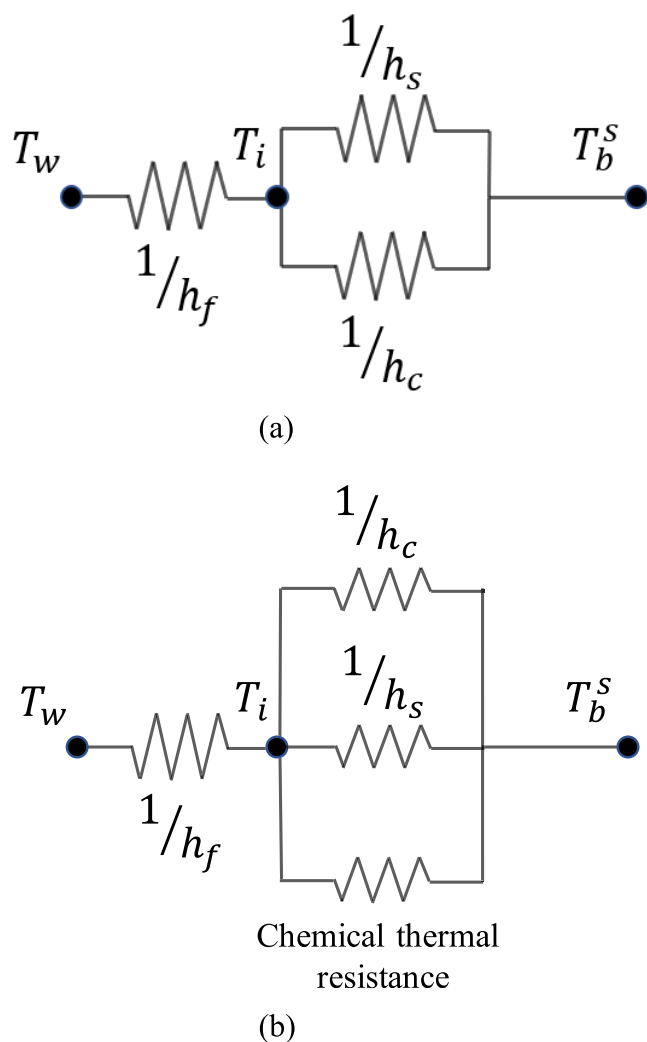 1/h_s
T_w T_i T_b^s
1/h_f
1/h_c
(a)
1/h_c
1/h_s
T_w T_i T_b^s
1/h_f
Chemical thermal
resistance
(b)